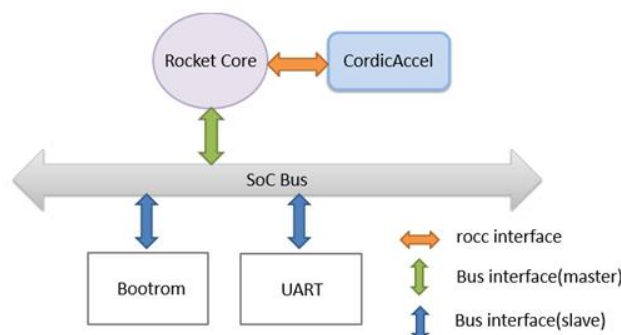 Rocket Core
CordicAccel
SoC Bus
Bootrom
UART
rocc interface
Bus interface(master)
Bus interface(slave)